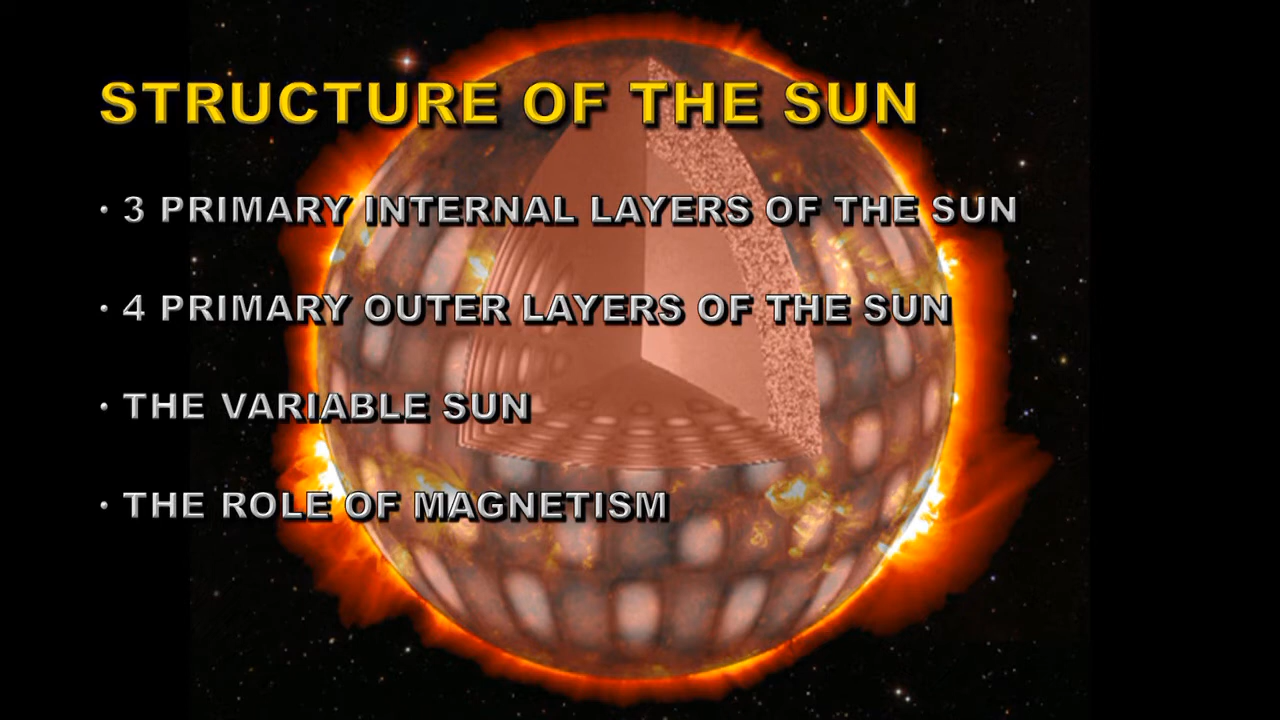 STRUCTURE OF THE SUN
• 3 PRIMARY INTERNAL LAYERS OF THE SUN
• 4 PRIMARY OUTER LAYERS OF THE SUN
• THE VARIABLE SUN
• THE ROLE OF MAGNETISM